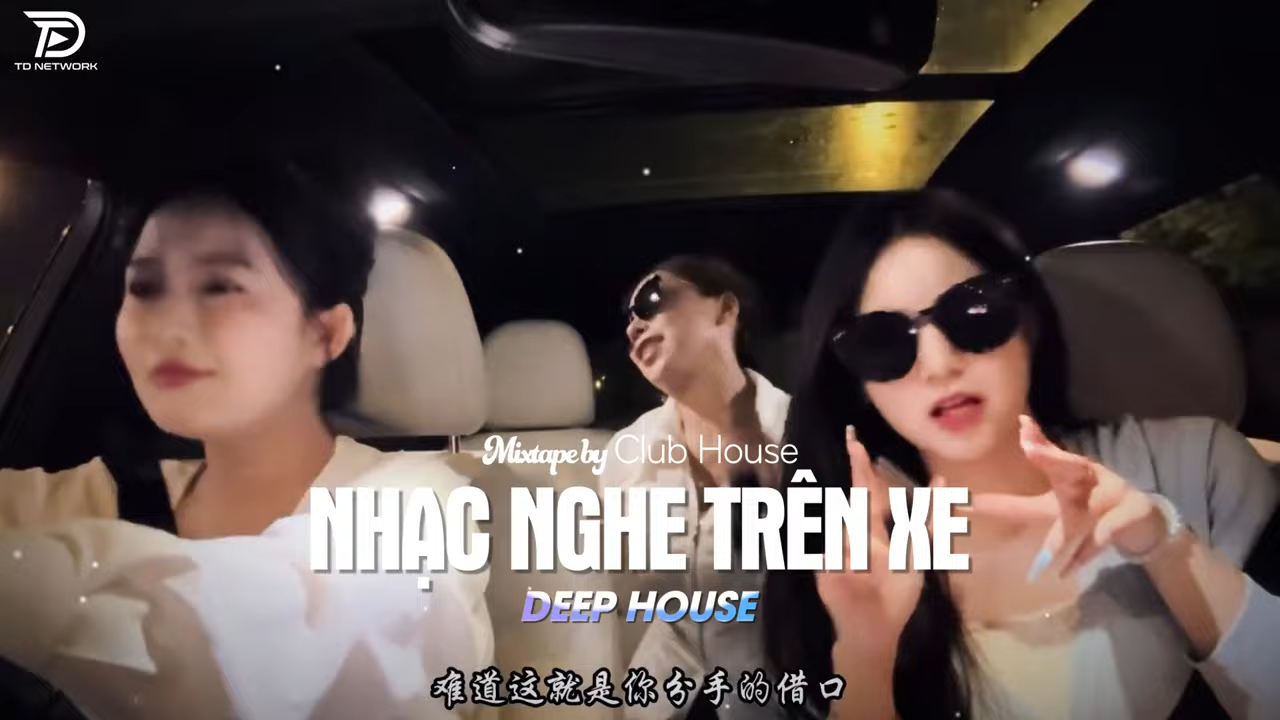 TD NETWORK
Mixtape by Club House
NHẠC NGHE TRÊN XE
DEEP HOUSE
难道这就是你分手的借口